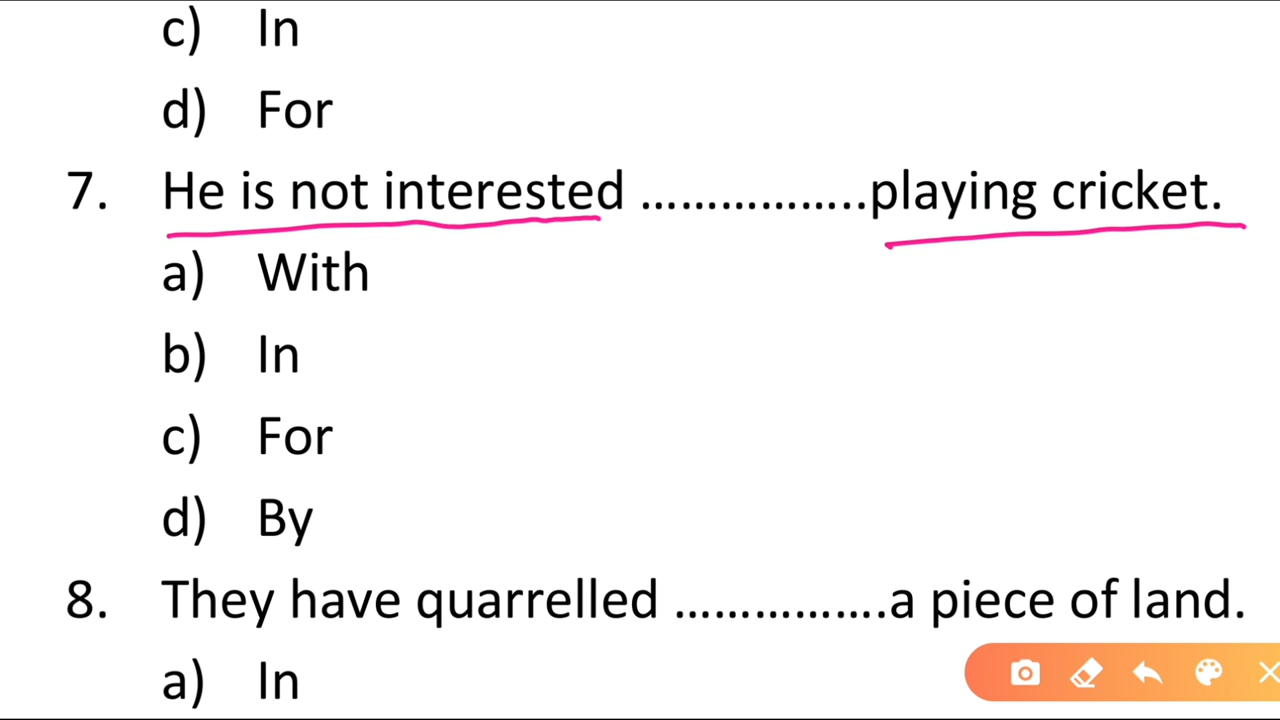 c) In
d) For
7. He is not interested ……………..playing cricket.
a) With
b) In
c) For
d) By
8. They have quarrelled …………….a piece of land.
a) In